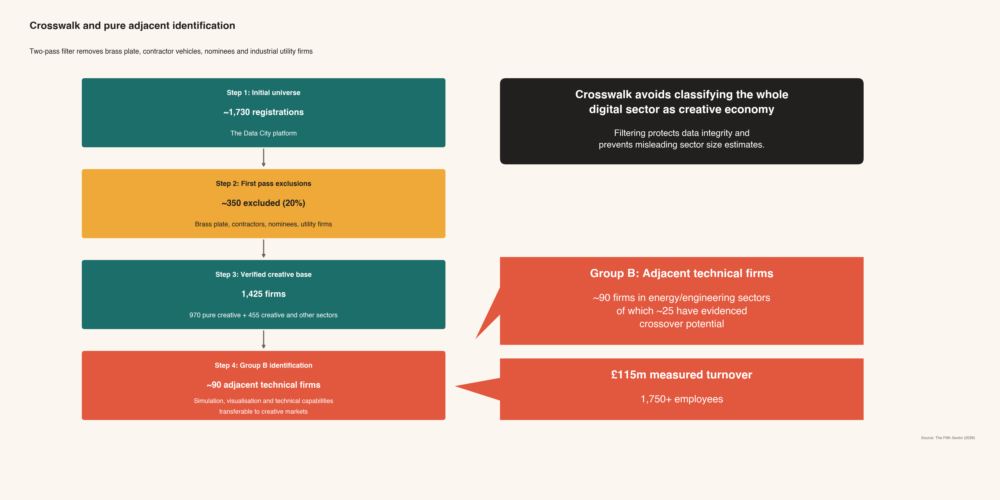 Crosswalk and pure adjacent identification
Two-pass filter removes brass plate, contractor vehicles, nominees and industrial utility firms
Step 1: Initial universe
~1,730 registrations
The Data City platform
Step 2: First pass exclusions
~350 excluded (20%)
Brass plate, contractors, nominees, utility firms
Step 3: Verified creative base
1,425 firms
970 pure creative + 455 creative and other sectors
Step 4: Group B identification
~90 adjacent technical firms
Simulation, visualisation and technical capabilities
transferable to creative markets
Crosswalk avoids classifying the whole
digital sector as creative economy
Filtering protects data integrity and
prevents misleading sector size estimates.
Group B: Adjacent technical firms
~90 firms in energy/engineering sectors
of which ~25 have evidenced
crossover potential
£115m measured turnover
1,750+ employees
Source: The Fifth Sector (2026)